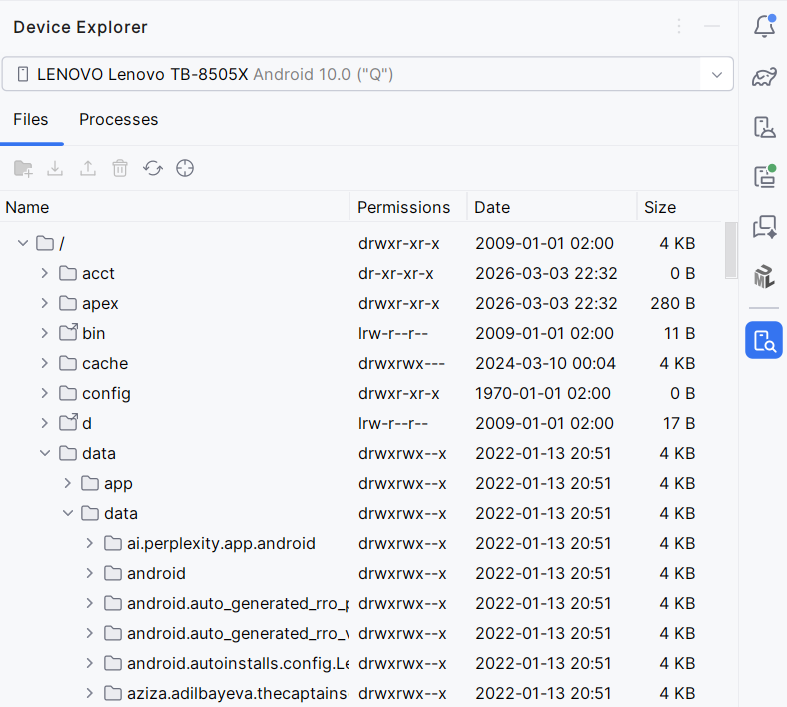 Device Explorer
LENOVO Lenovo TB-8505X Android 10.0 ("Q")
Files Processes
Name Permissions Date Size
/ drwxr-xr-x 2009-01-01 02:00 4 KB
acct dr-xr-xr-x 2026-03-03 22:32 0 B
apex drwxr-xr-x 2026-03-03 22:32 280 B
bin lrw-r--r-- 2009-01-01 02:00 11 B
cache drwxrwx--- 2024-03-10 00:04 4 KB
config drwxr-xr-x 1970-01-01 02:00 0 B
d lrw-r--r-- 2009-01-01 02:00 17 B
data drwxrwx--x 2022-01-13 20:51 4 KB
app drwxrwx--x 2022-01-13 20:51 4 KB
data drwxrwx--x 2022-01-13 20:51 4 KB
ai.perplexity.app.android drwxrwx--x 2022-01-13 20:51 4 KB
android drwxrwx--x 2022-01-13 20:51 4 KB
android.auto_generated_rro_p drwxrwx--x 2022-01-13 20:51 4 KB
android.auto_generated_rro_v drwxrwx--x 2022-01-13 20:51 4 KB
android.autoinstalls.config.Le drwxrwx--x 2022-01-13 20:51 4 KB
aziza.adilbayeva.thecaptains drwxrwx--x 2022-01-13 20:51 4 KB
ML